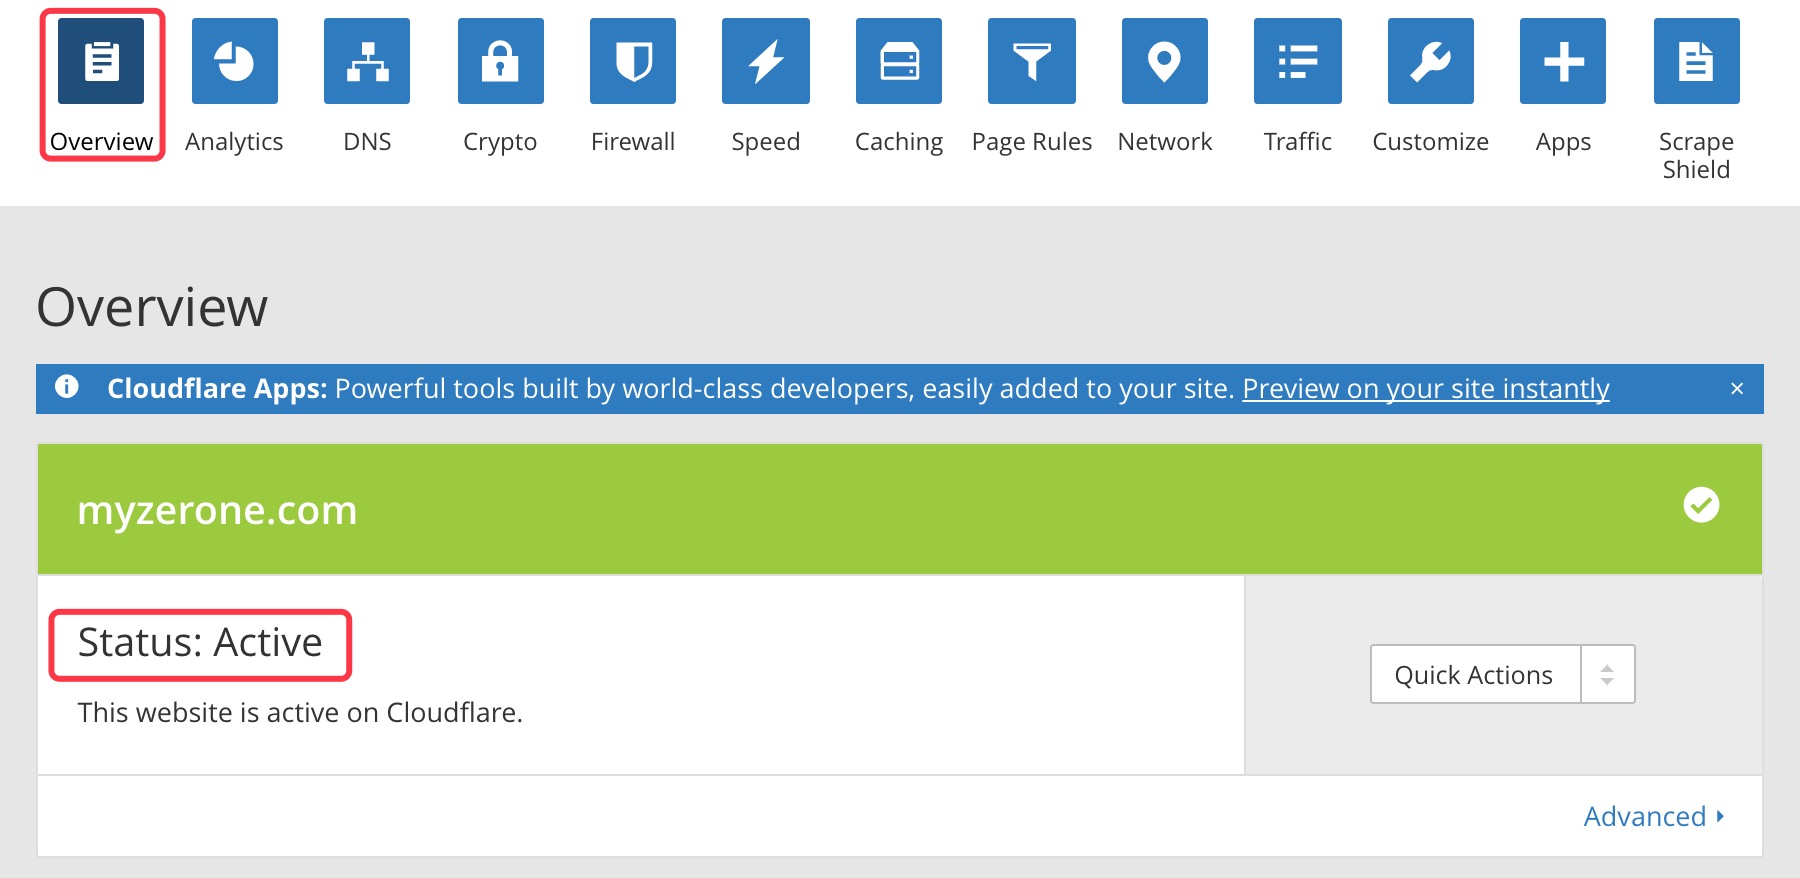 Overview
Analytics
DNS
Crypto
Firewall
Speed
Caching
Page Rules
Network
Traffic
Customize
Apps
Scrape
Shield
Overview
Cloudflare Apps: Powerful tools built by world-class developers, easily added to your site. Preview on your site instantly ×
myzerone.com
Status: Active
This website is active on Cloudflare.
Quick Actions
Advanced